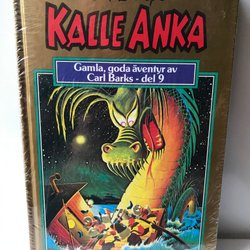 KALLE ANKA
Gamla, goda äventyr av
Carl Barks - del 9